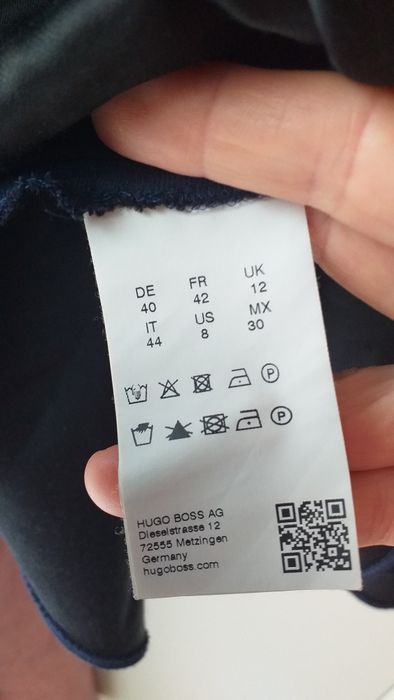 DE FR UK
40 42 12
IT US MX
44 8 30
P
P
HUGO BOSS AG
Dieselstrasse 12
72555 Metzingen
Germany
hugoboss.com